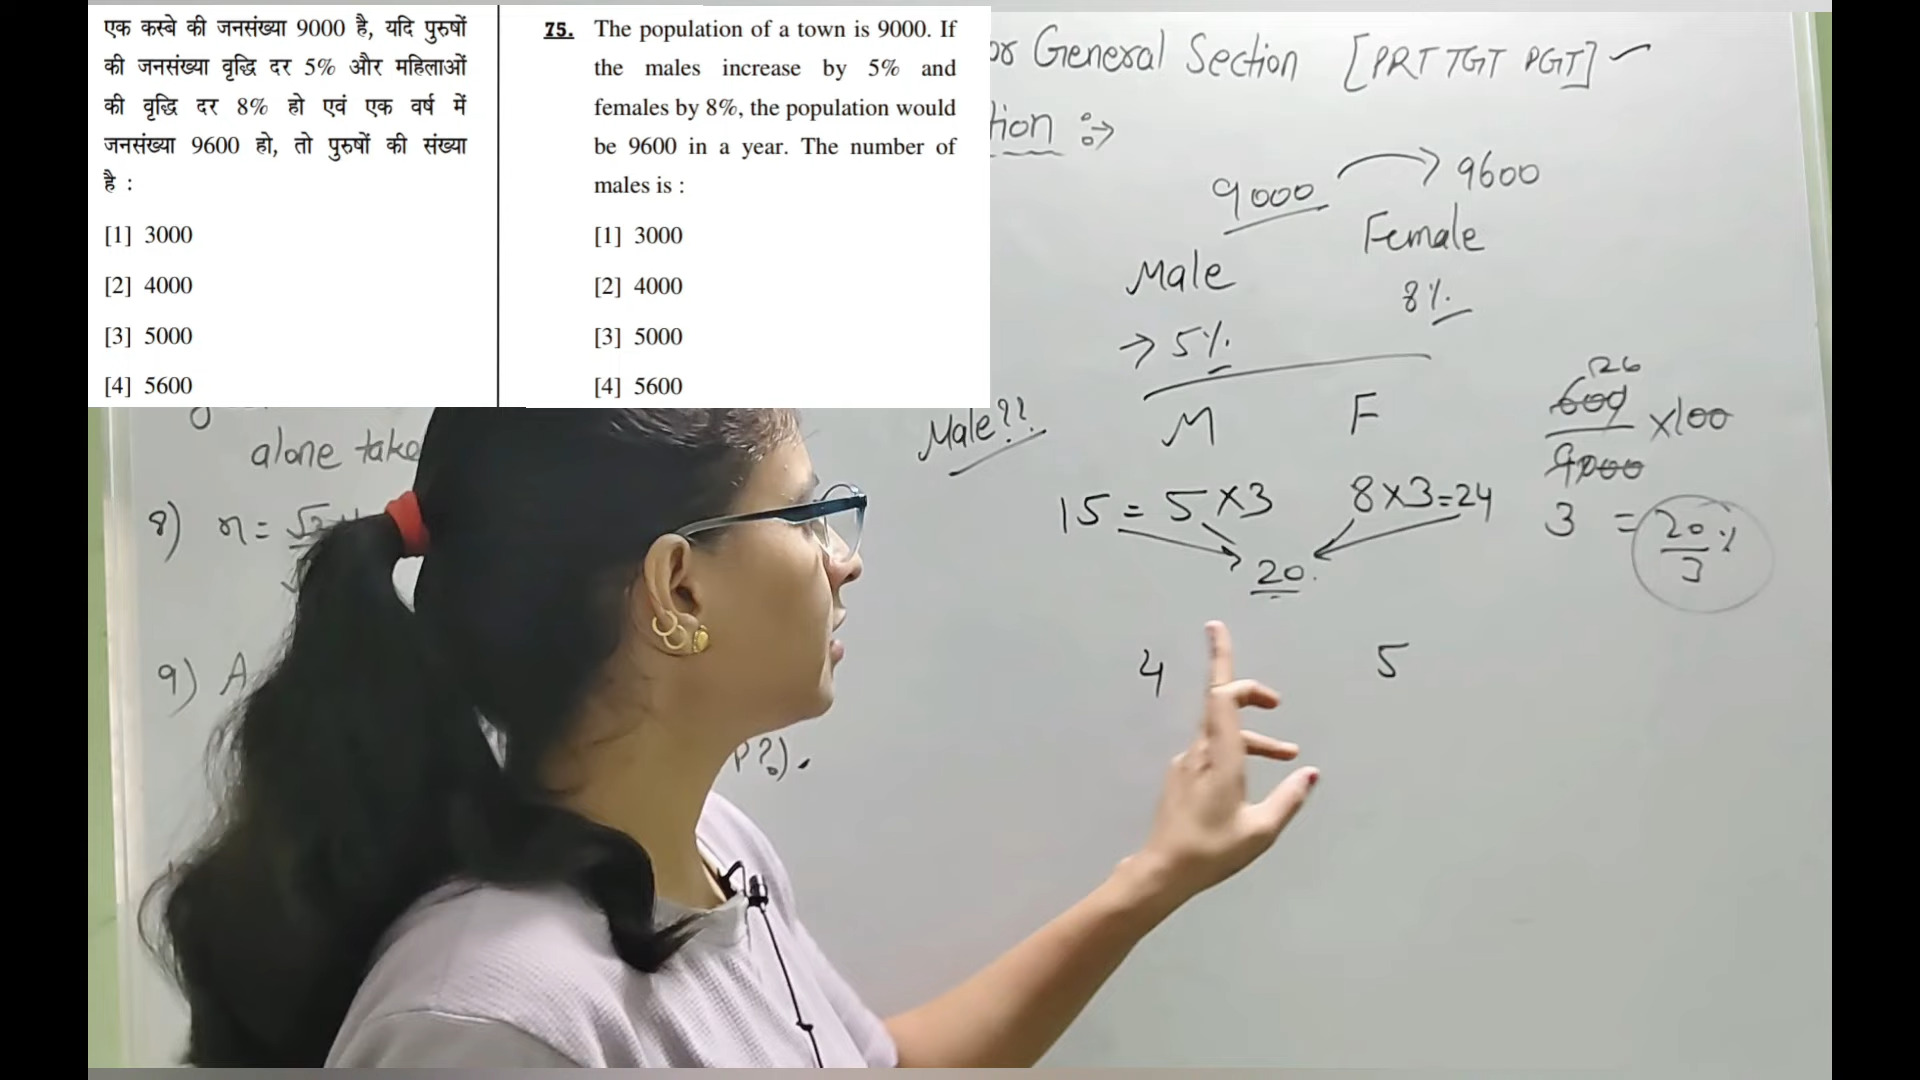 एक कस्बे की जनसंख्या 9000 है, यदि पुरुषों
की जनसंख्या वृद्धि दर 5% और महिलाओं
की वृद्धि दर 8% हो एवं एक वर्ष में
जनसंख्या 9600 हो, तो पुरुषों की संख्या
है :
[1] 3000
[2] 4000
[3] 5000
[4] 5600
75. The population of a town is 9000. If
the males increase by 5% and
females by 8%, the population would
be 9600 in a year. The number of
males is :
[1] 3000
[2] 4000
[3] 5000
[4] 5600
or General Section [PRT TGT PGT]
tion :→
9000 → 9600
Male Female
→ 5% 8%
Male??
M F
15 = 5×3 8×3=24
20
4 5
600/9000 ×100
3 = 20/3 %
alone take
8) n =
9) A
P?).